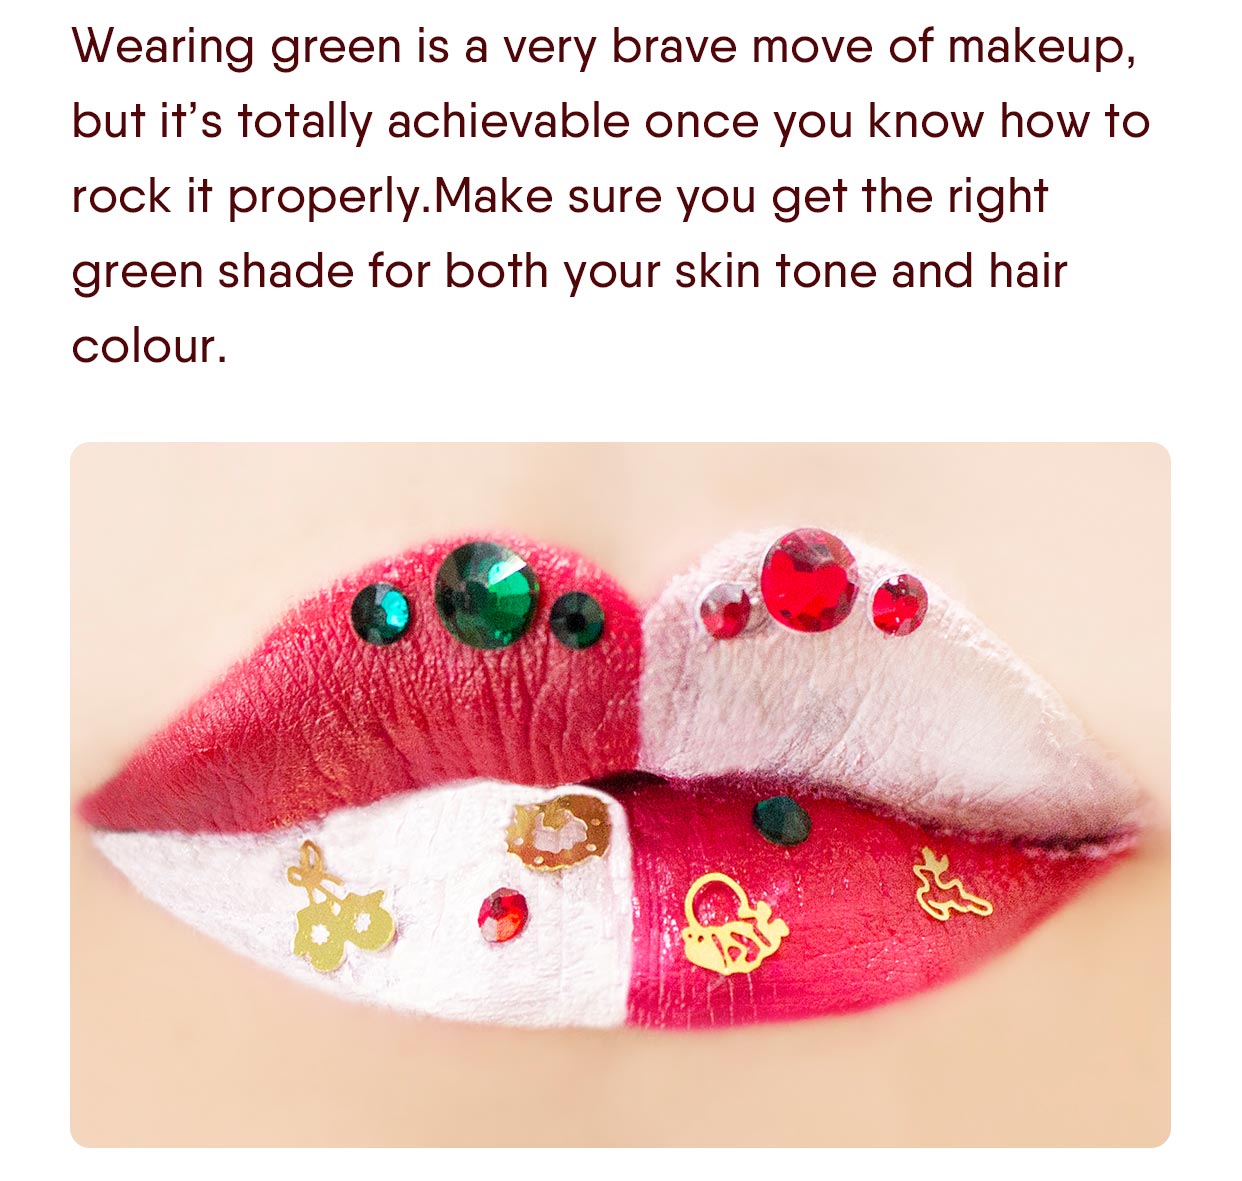 Wearing green is a very brave move of makeup,
but it’s totally achievable once you know how to
rock it properly.Make sure you get the right
green shade for both your skin tone and hair
colour.